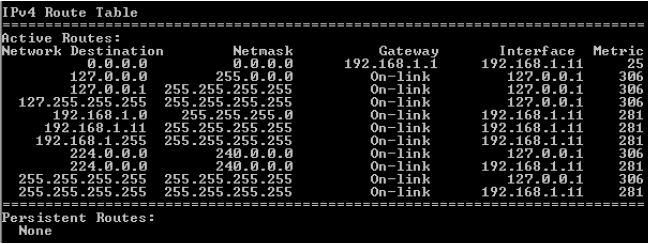 IPv4 Route Table
===========================================================================
Active Routes:
Network Destination        Netmask          Gateway       Interface  Metric
          0.0.0.0          0.0.0.0      192.168.1.1     192.168.1.11     25
        127.0.0.0        255.0.0.0         On-link         127.0.0.1    306
        127.0.0.1  255.255.255.255         On-link         127.0.0.1    306
  127.255.255.255  255.255.255.255         On-link         127.0.0.1    306
      192.168.1.0    255.255.255.0         On-link      192.168.1.11    281
     192.168.1.11  255.255.255.255         On-link      192.168.1.11    281
    192.168.1.255  255.255.255.255         On-link      192.168.1.11    281
        224.0.0.0        240.0.0.0         On-link         127.0.0.1    306
        224.0.0.0        240.0.0.0         On-link      192.168.1.11    281
  255.255.255.255  255.255.255.255         On-link         127.0.0.1    306
  255.255.255.255  255.255.255.255         On-link      192.168.1.11    281
===========================================================================
Persistent Routes:
  None